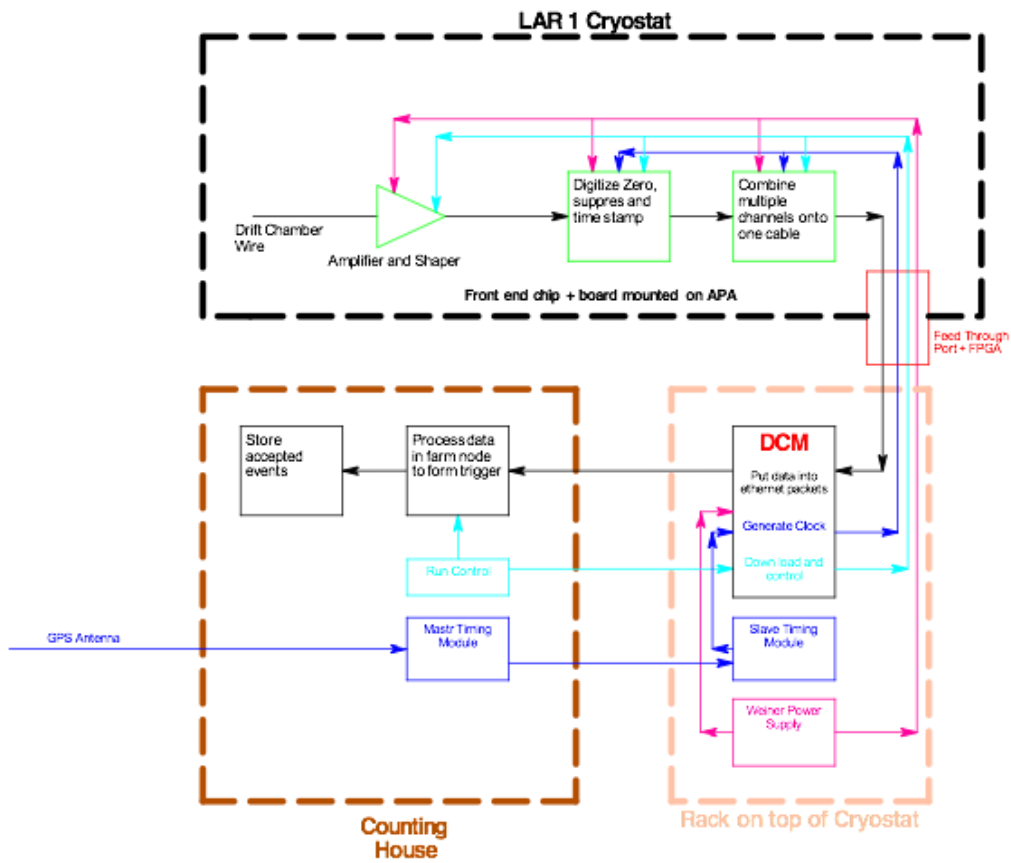 LAR 1 Cryostat
Digitize Zero,
suppres and
time stamp
Combine
multiple
channels onto
one cable
Drift Chamber
Wire
Amplifier and Shaper
Front end chip + board mounted on APA
Feed Through
Port + FPGA
Store
accepted
events
Process data
in farm node
to form trigger
DCM
Put data into
ethernet packets
Generate Clock
Down load and
control
Run Control
GPS Antenna
Mastr Timing
Module
Slave Timing
Module
Weiner Power
Supply
Counting
House
Rack on top of Cryostat